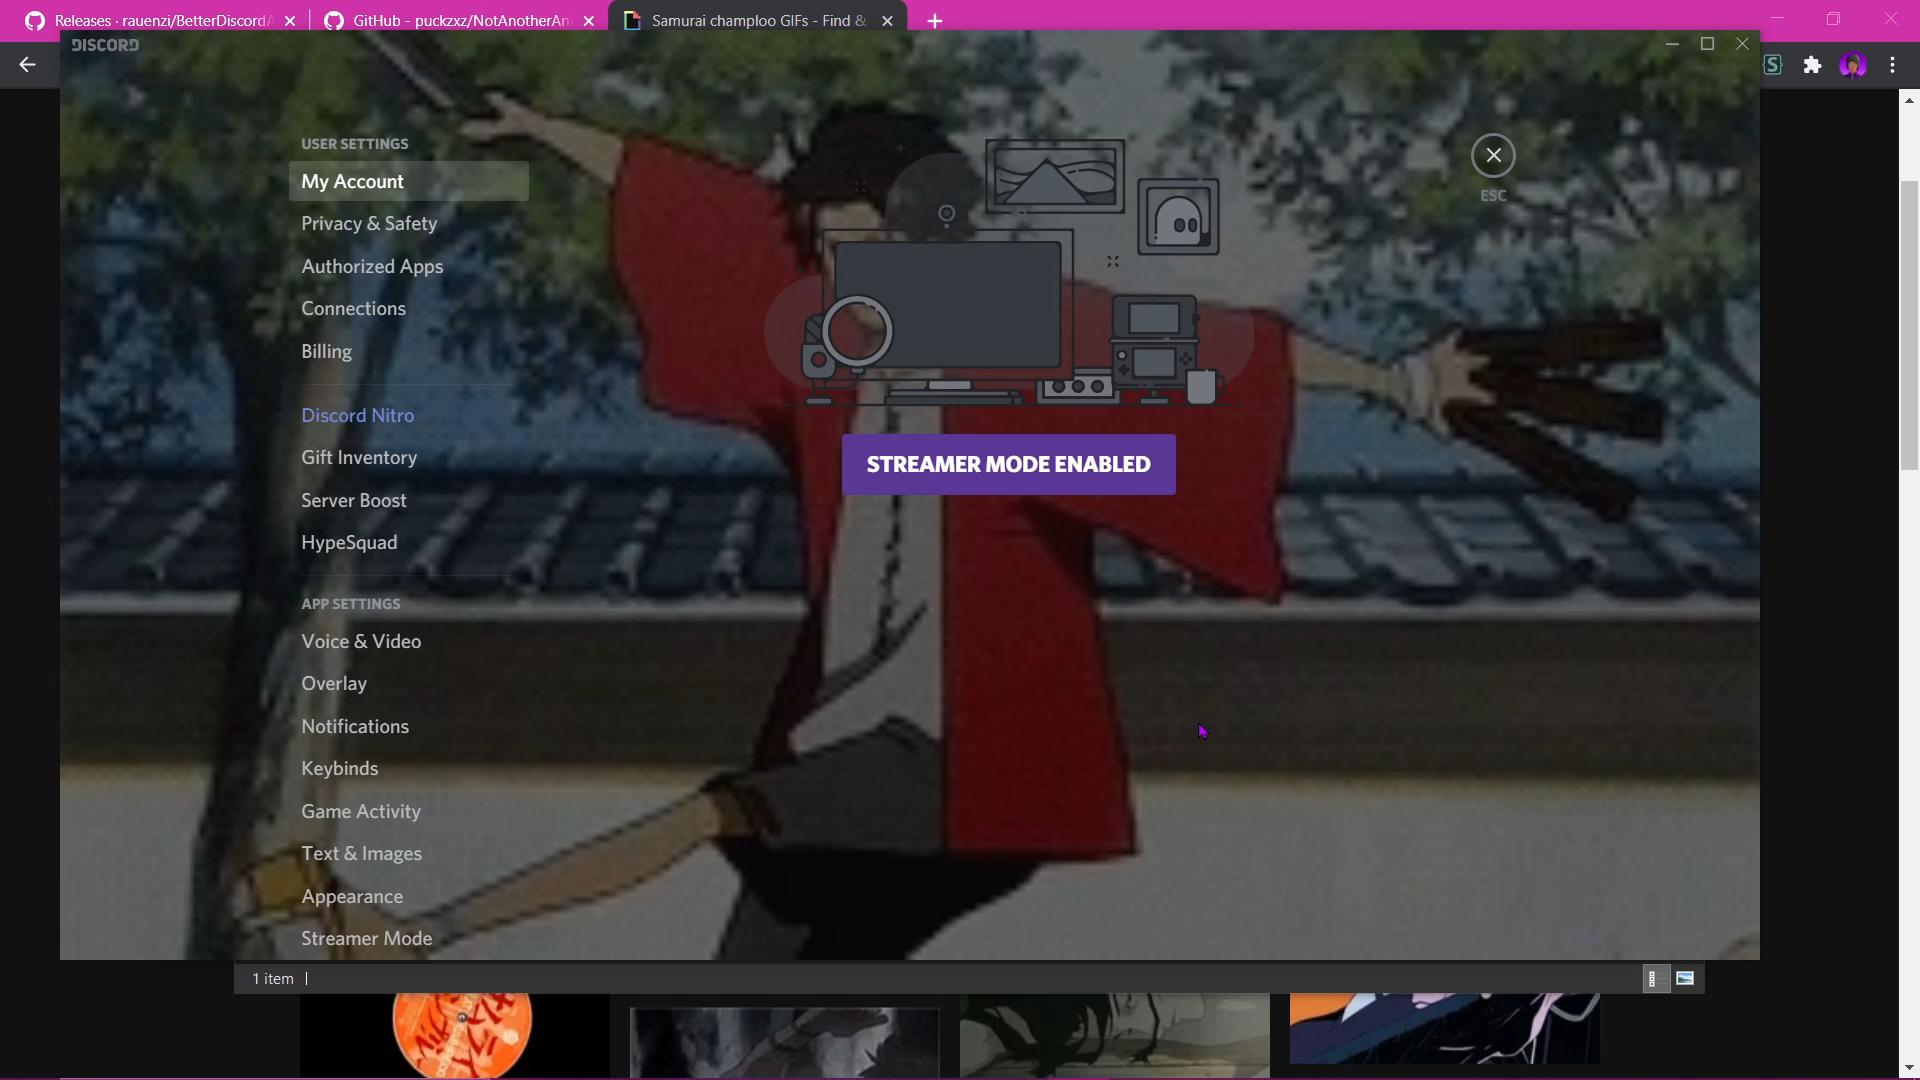 Releases · rauenzi/BetterDiscordA
GitHub - puckzxz/NotAnotherAni
Samurai champloo GIFs - Find &
DISCORD
USER SETTINGS
My Account
Privacy & Safety
Authorized Apps
Connections
Billing
Discord Nitro
Gift Inventory
Server Boost
HypeSquad
APP SETTINGS
Voice & Video
Overlay
Notifications
Keybinds
Game Activity
Text & Images
Appearance
Streamer Mode
ESC
STREAMER MODE ENABLED
1 item